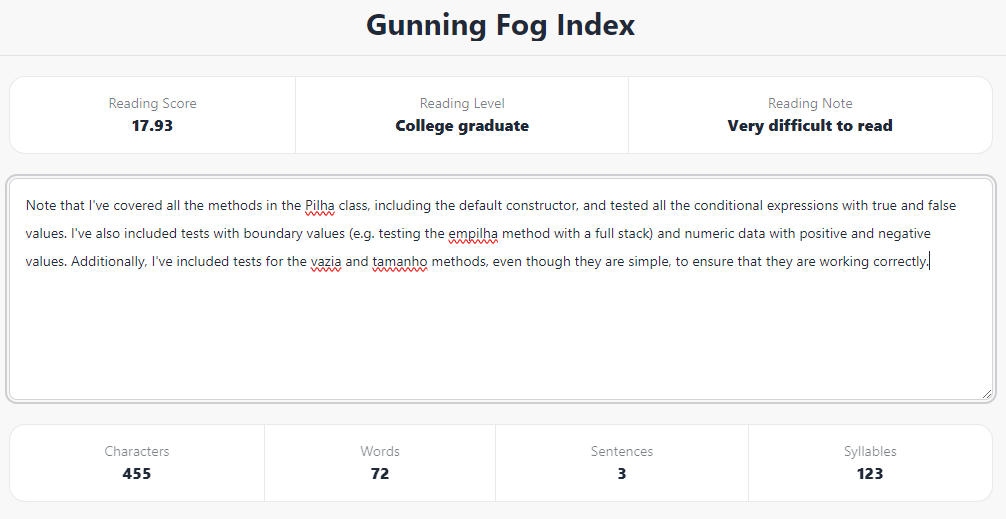 Gunning Fog Index
Reading Score
17.93
Reading Level
College graduate
Reading Note
Very difficult to read
Note that I've covered all the methods in the Pilha class, including the default constructor, and tested all the conditional expressions with true and false
values. I've also included tests with boundary values (e.g. testing the empilha method with a full stack) and numeric data with positive and negative
values. Additionally, I've included tests for the vazia and tamanho methods, even though they are simple, to ensure that they are working correctly.
Characters
455
Words
72
Sentences
3
Syllables
123